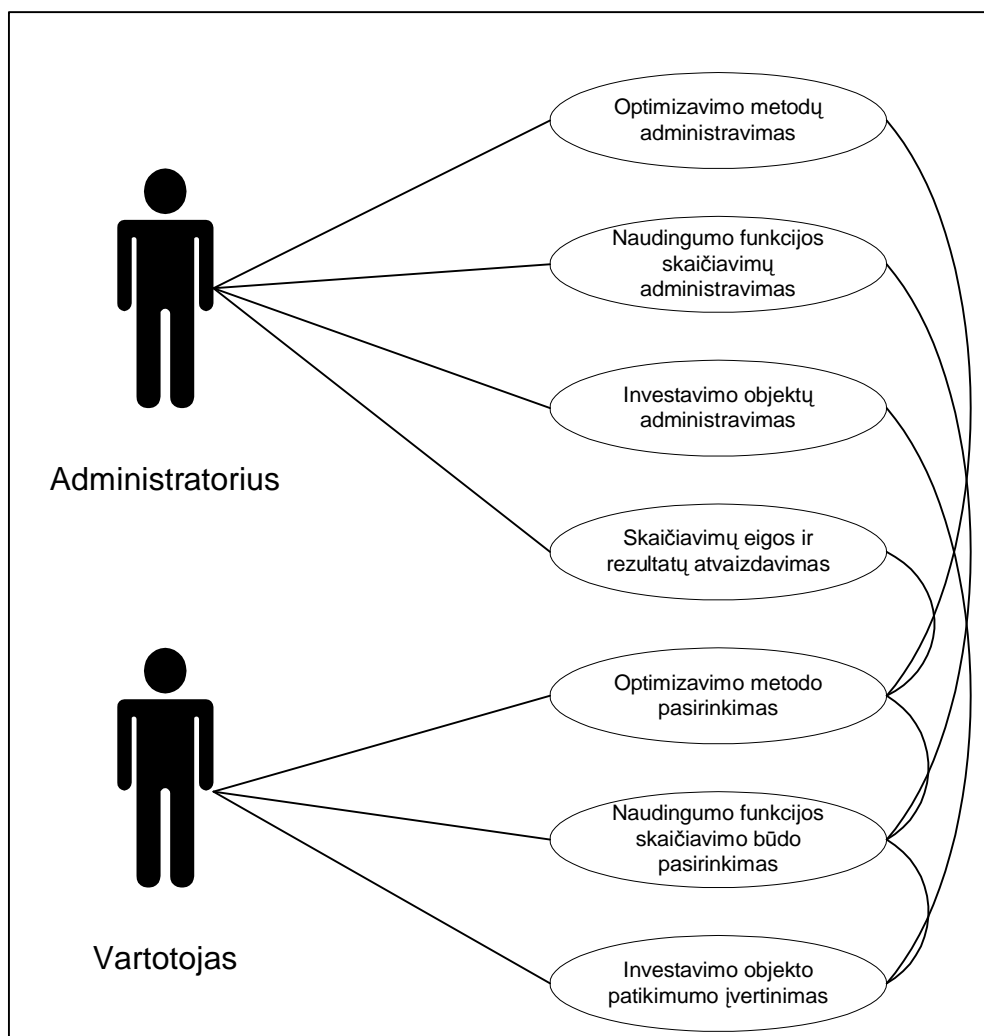 Optimizavimo metodų
administravimas
Naudingumo funkcijos
skaičiavimų
administravimas
Investavimo objektų
administravimas
Administratorius
Skaičiavimų eigos ir
rezultatų atvaizdavimas
Optimizavimo metodo
pasirinkimas
Naudingumo funkcijos
skaičiavimo būdo
pasirinkimas
Vartotojas
Investavimo objekto
patikimumo įvertinimas